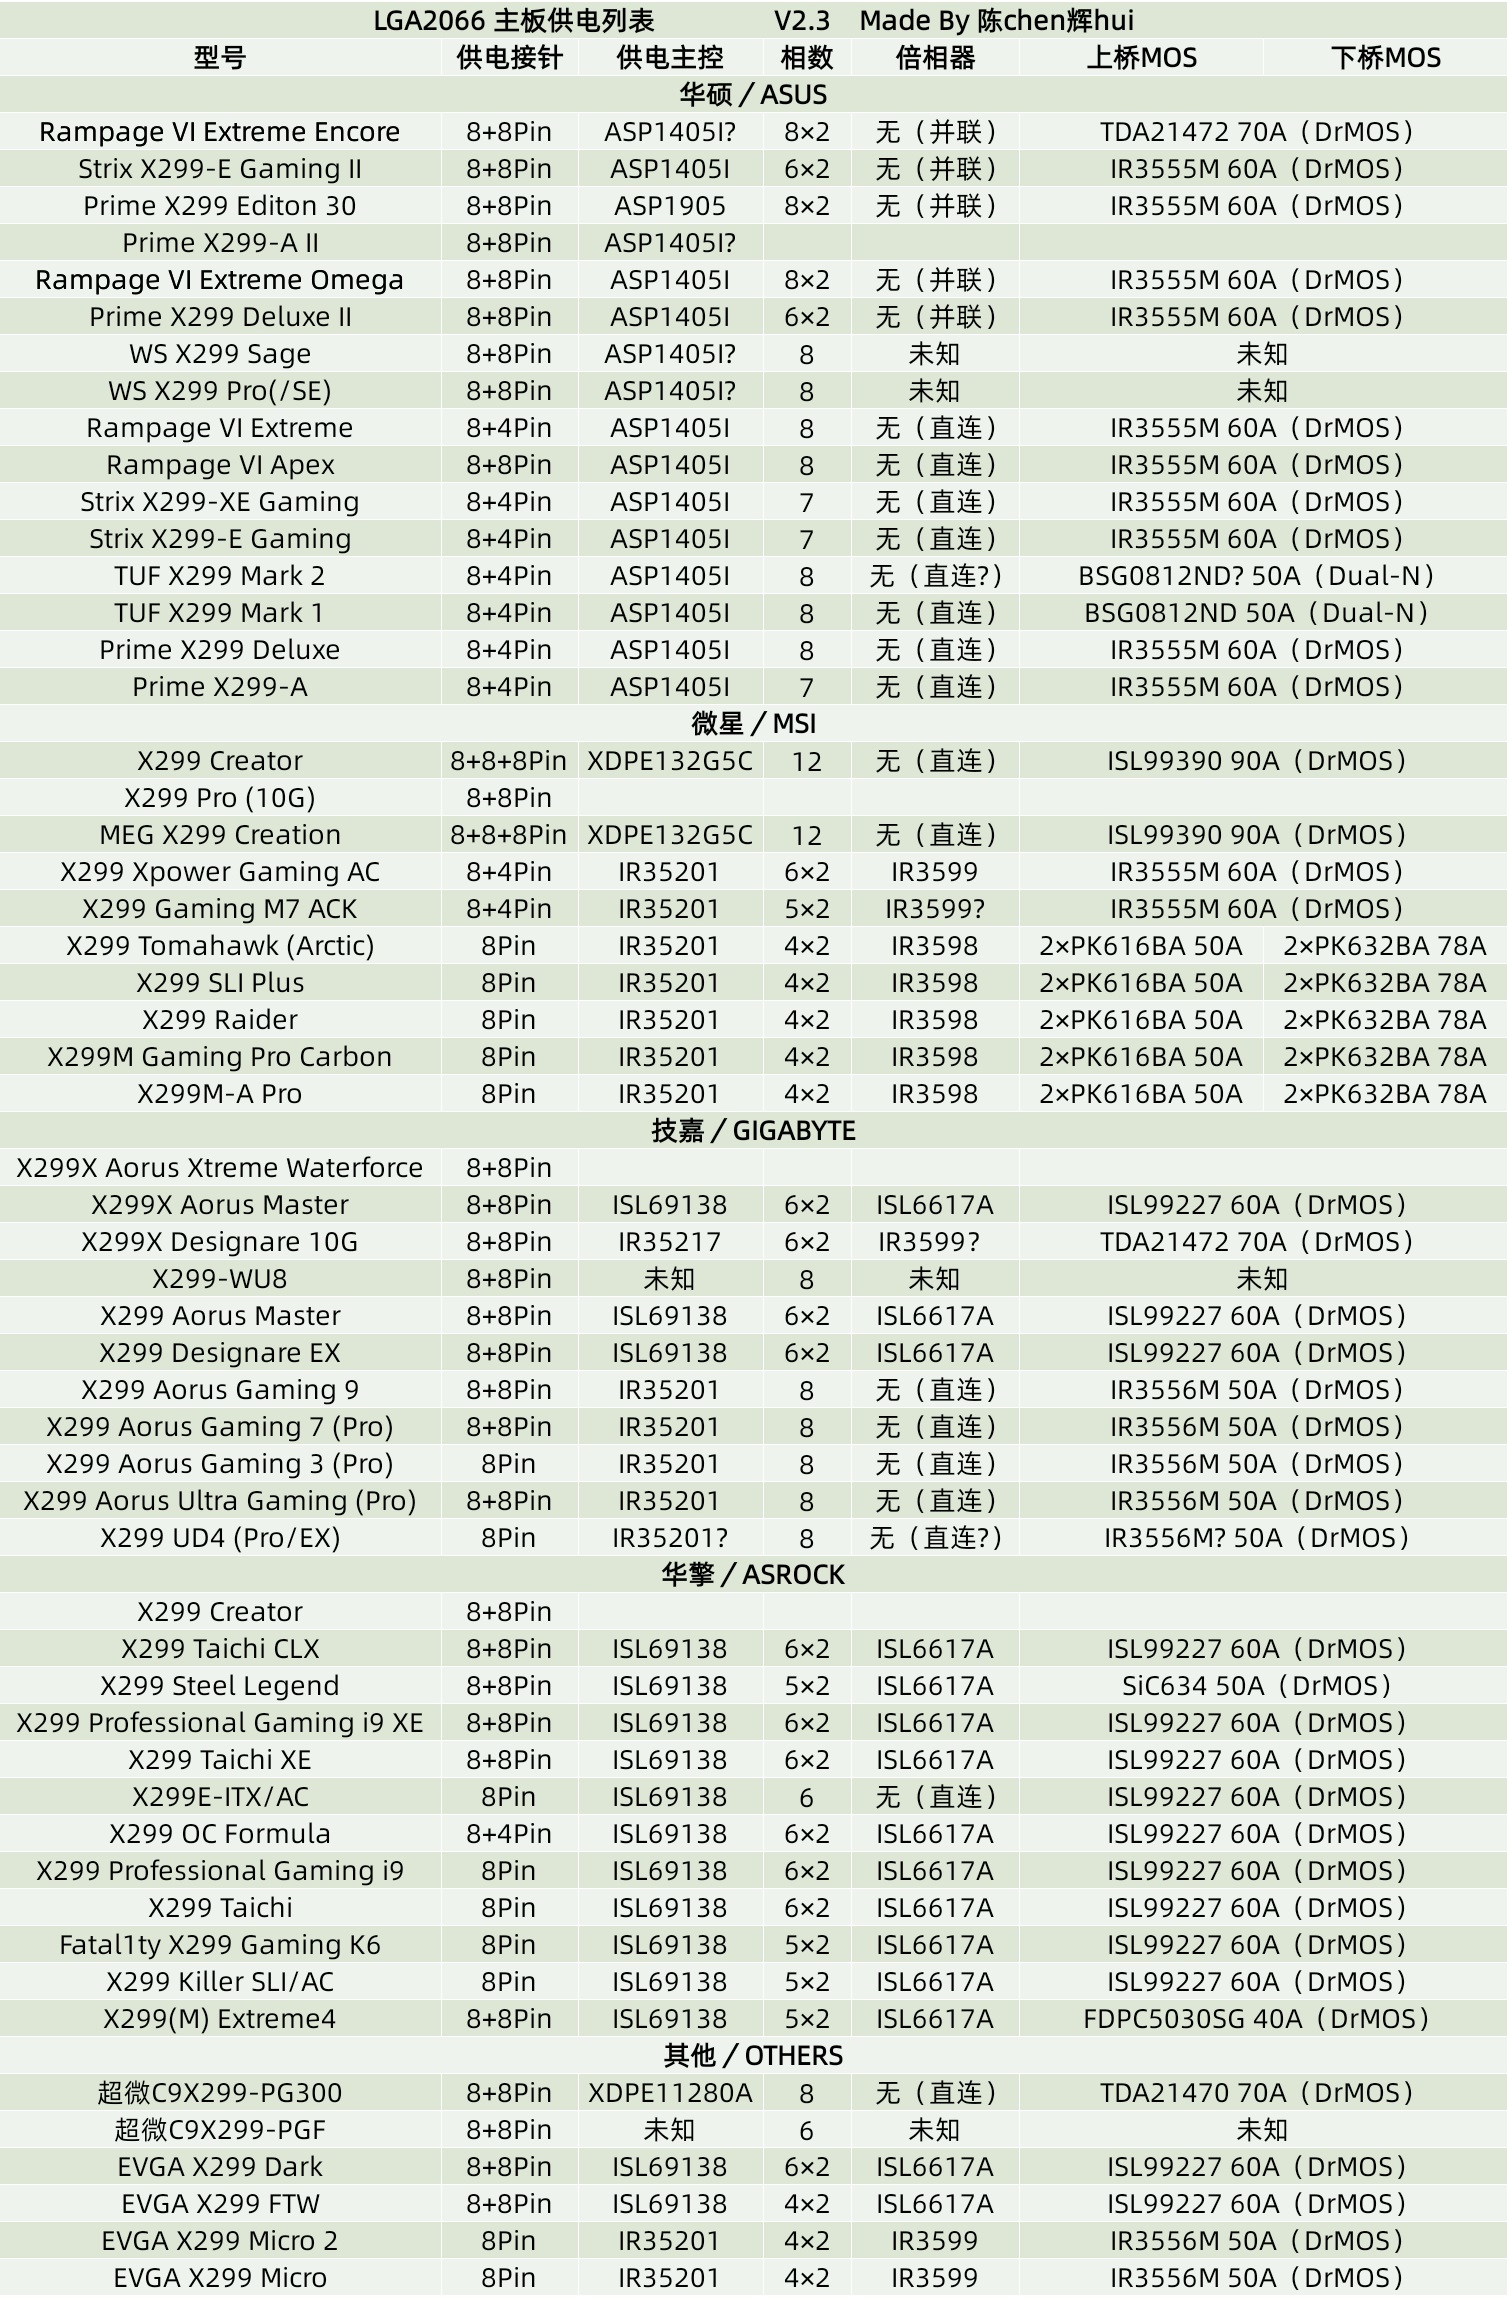 LGA2066 主板供电列表 V2.3 Made By 陈chen辉hui
型号 供电接针 供电主控 相数 倍相器 上桥MOS 下桥MOS
华硕/ASUS
Rampage VI Extreme Encore 8+8Pin ASP1405I? 8×2 无（并联） TDA21472 70A（DrMOS）
Strix X299-E Gaming II 8+8Pin ASP1405I 6×2 无（并联） IR3555M 60A（DrMOS）
Prime X299 Editon 30 8+8Pin ASP1905 8×2 无（并联） IR3555M 60A（DrMOS）
Prime X299-A II 8+8Pin ASP1405I?
Rampage VI Extreme Omega 8+8Pin ASP1405I 8×2 无（并联） IR3555M 60A（DrMOS）
Prime X299 Deluxe II 8+8Pin ASP1405I 6×2 无（并联） IR3555M 60A（DrMOS）
WS X299 Sage 8+8Pin ASP1405I? 8 未知 未知
WS X299 Pro(/SE) 8+8Pin ASP1405I? 8 未知 未知
Rampage VI Extreme 8+4Pin ASP1405I 8 无（直连） IR3555M 60A（DrMOS）
Rampage VI Apex 8+8Pin ASP1405I 8 无（直连） IR3555M 60A（DrMOS）
Strix X299-XE Gaming 8+4Pin ASP1405I 7 无（直连） IR3555M 60A（DrMOS）
Strix X299-E Gaming 8+4Pin ASP1405I 7 无（直连） IR3555M 60A（DrMOS）
TUF X299 Mark 2 8+4Pin ASP1405I 8 无（直连?） BSG0812ND? 50A（Dual-N）
TUF X299 Mark 1 8+4Pin ASP1405I 8 无（直连） BSG0812ND 50A（Dual-N）
Prime X299 Deluxe 8+4Pin ASP1405I 8 无（直连） IR3555M 60A（DrMOS）
Prime X299-A 8+4Pin ASP1405I 7 无（直连） IR3555M 60A（DrMOS）
微星/MSI
X299 Creator 8+8+8Pin XDPE132G5C 12 无（直连） ISL99390 90A（DrMOS）
X299 Pro (10G) 8+8Pin
MEG X299 Creation 8+8+8Pin XDPE132G5C 12 无（直连） ISL99390 90A（DrMOS）
X299 Xpower Gaming AC 8+4Pin IR35201 6×2 IR3599 IR3555M 60A（DrMOS）
X299 Gaming M7 ACK 8+4Pin IR35201 5×2 IR3599? IR3555M 60A（DrMOS）
X299 Tomahawk (Arctic) 8Pin IR35201 4×2 IR3598 2×PK616BA 50A 2×PK632BA 78A
X299 SLI Plus 8Pin IR35201 4×2 IR3598 2×PK616BA 50A 2×PK632BA 78A
X299 Raider 8Pin IR35201 4×2 IR3598 2×PK616BA 50A 2×PK632BA 78A
X299M Gaming Pro Carbon 8Pin IR35201 4×2 IR3598 2×PK616BA 50A 2×PK632BA 78A
X299M-A Pro 8Pin IR35201 4×2 IR3598 2×PK616BA 50A 2×PK632BA 78A
技嘉/GIGABYTE
X299X Aorus Xtreme Waterforce 8+8Pin
X299X Aorus Master 8+8Pin ISL69138 6×2 ISL6617A ISL99227 60A（DrMOS）
X299X Designare 10G 8+8Pin IR35217 6×2 IR3599? TDA21472 70A（DrMOS）
X299-WU8 8+8Pin 未知 8 未知 未知
X299 Aorus Master 8+8Pin ISL69138 6×2 ISL6617A ISL99227 60A（DrMOS）
X299 Designare EX 8+8Pin ISL69138 6×2 ISL6617A ISL99227 60A（DrMOS）
X299 Aorus Gaming 9 8+8Pin IR35201 8 无（直连） IR3556M 50A（DrMOS）
X299 Aorus Gaming 7 (Pro) 8+8Pin IR35201 8 无（直连） IR3556M 50A（DrMOS）
X299 Aorus Gaming 3 (Pro) 8Pin IR35201 8 无（直连） IR3556M 50A（DrMOS）
X299 Aorus Ultra Gaming (Pro) 8+8Pin IR35201 8 无（直连） IR3556M 50A（DrMOS）
X299 UD4 (Pro/EX) 8Pin IR35201? 8 无（直连?） IR3556M? 50A（DrMOS）
华擎/ASROCK
X299 Creator 8+8Pin
X299 Taichi CLX 8+8Pin ISL69138 6×2 ISL6617A ISL99227 60A（DrMOS）
X299 Steel Legend 8+8Pin ISL69138 5×2 ISL6617A SiC634 50A（DrMOS）
X299 Professional Gaming i9 XE 8+8Pin ISL69138 6×2 ISL6617A ISL99227 60A（DrMOS）
X299 Taichi XE 8+8Pin ISL69138 6×2 ISL6617A ISL99227 60A（DrMOS）
X299E-ITX/AC 8Pin ISL69138 6 无（直连） ISL99227 60A（DrMOS）
X299 OC Formula 8+4Pin ISL69138 6×2 ISL6617A ISL99227 60A（DrMOS）
X299 Professional Gaming i9 8Pin ISL69138 6×2 ISL6617A ISL99227 60A（DrMOS）
X299 Taichi 8Pin ISL69138 6×2 ISL6617A ISL99227 60A（DrMOS）
Fatal1ty X299 Gaming K6 8Pin ISL69138 5×2 ISL6617A ISL99227 60A（DrMOS）
X299 Killer SLI/AC 8Pin ISL69138 5×2 ISL6617A ISL99227 60A（DrMOS）
X299(M) Extreme4 8+8Pin ISL69138 5×2 ISL6617A FDPC5030SG 40A（DrMOS）
其他/OTHERS
超微C9X299-PG300 8+8Pin XDPE11280A 8 无（直连） TDA21470 70A（DrMOS）
超微C9X299-PGF 8+8Pin 未知 6 未知 未知
EVGA X299 Dark 8+8Pin ISL69138 6×2 ISL6617A ISL99227 60A（DrMOS）
EVGA X299 FTW 8+8Pin ISL69138 4×2 ISL6617A ISL99227 60A（DrMOS）
EVGA X299 Micro 2 8Pin IR35201 4×2 IR3599 IR3556M 50A（DrMOS）
EVGA X299 Micro 8Pin IR35201 4×2 IR3599 IR3556M 50A（DrMOS）